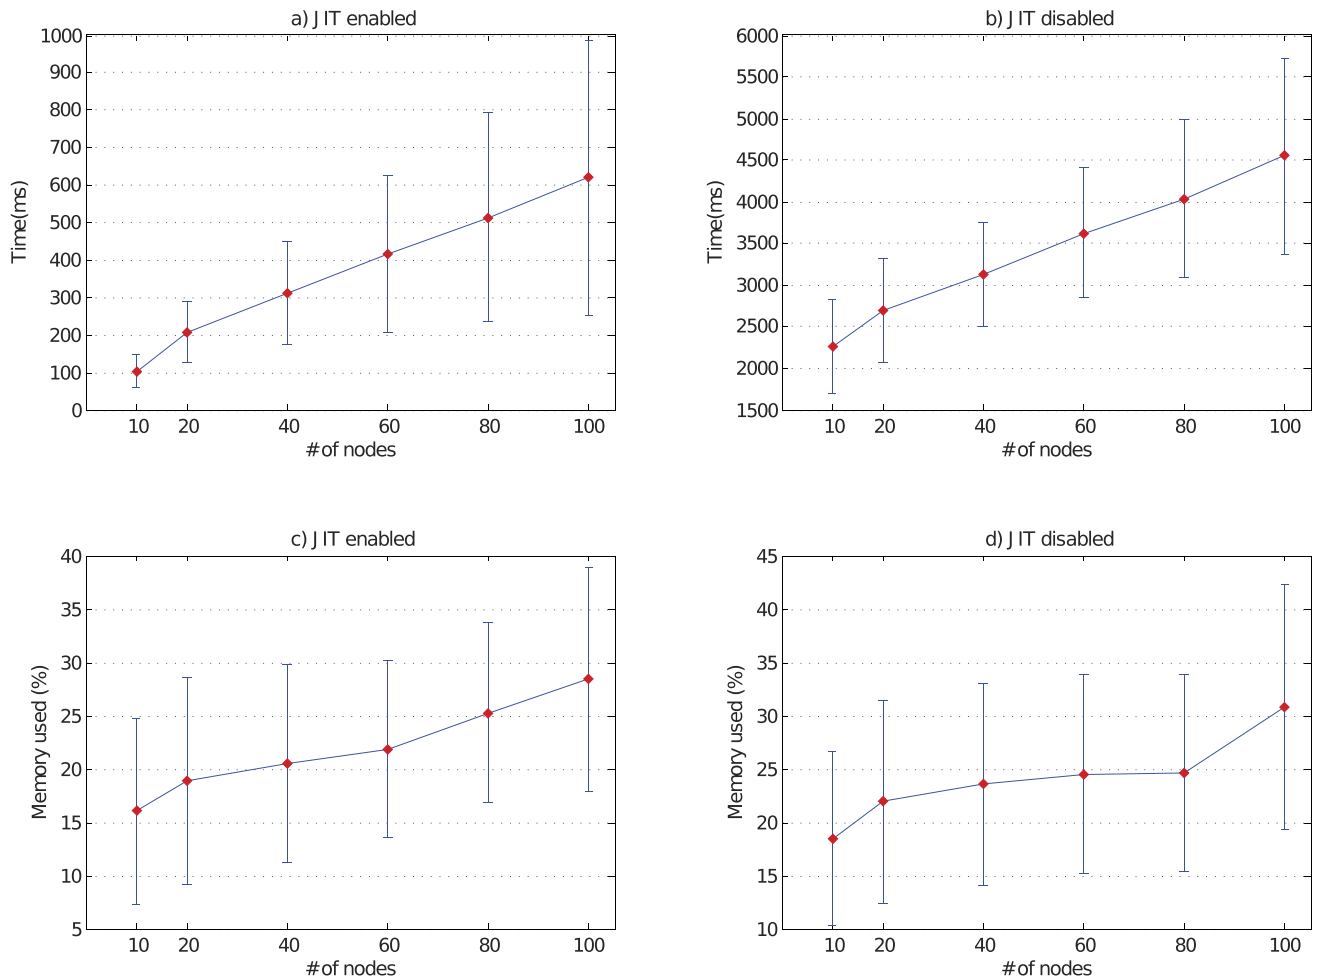 a) JIT enabled
1000
900
800
700
600
500
400
300
200
100
0
Time(ms)
10 20 40 60 80 100
# of nodes
b) JIT disabled
6000
5500
5000
4500
4000
3500
3000
2500
2000
1500
Time(ms)
10 20 40 60 80 100
# of nodes
c) JIT enabled
40
35
30
25
20
15
10
5
Memory used (%)
10 20 40 60 80 100
# of nodes
d) JIT disabled
45
40
35
30
25
20
15
10
Memory used (%)
10 20 40 60 80 100
# of nodes